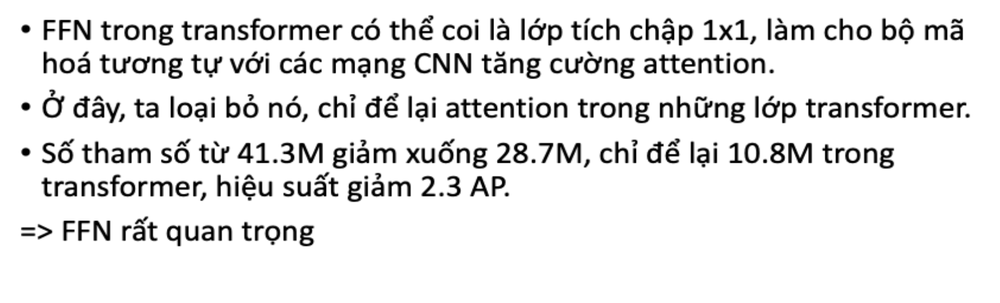 • FFN trong transformer có thể coi là lớp tích chập 1x1, làm cho bộ mã
hoá tương tự với các mạng CNN tăng cường attention.
• Ở đây, ta loại bỏ nó, chỉ để lại attention trong những lớp transformer.
• Số tham số từ 41.3M giảm xuống 28.7M, chỉ để lại 10.8M trong
transformer, hiệu suất giảm 2.3 AP.
=> FFN rất quan trọng